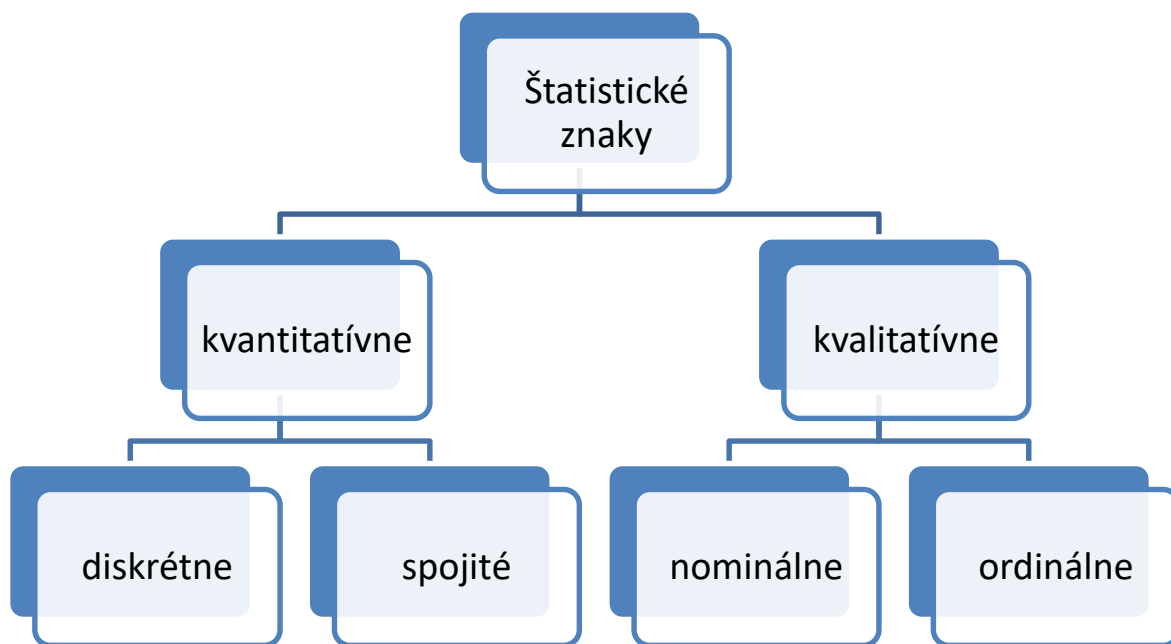 Štatistické
znaky
kvantitatívne
kvalitatívne
diskrétne
spojité
nominálne
ordinálne